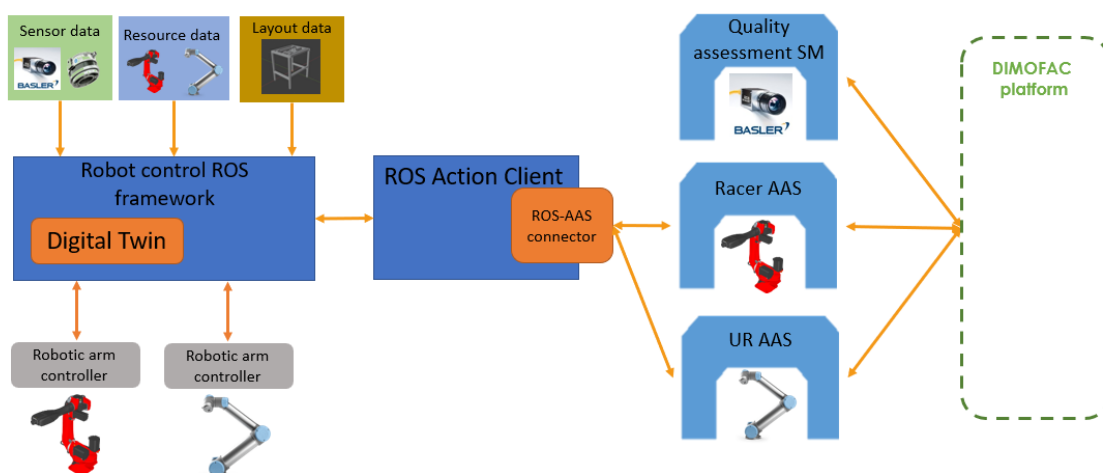 Sensor data
BASLER
Resource data
Layout data
Robot control ROS
framework
Digital Twin
Robotic arm
controller
Robotic arm
controller
ROS Action Client
ROS-AAS
connector
Quality
assessment SM
BASLER
Racer AAS
UR AAS
DIMOFAC
platform